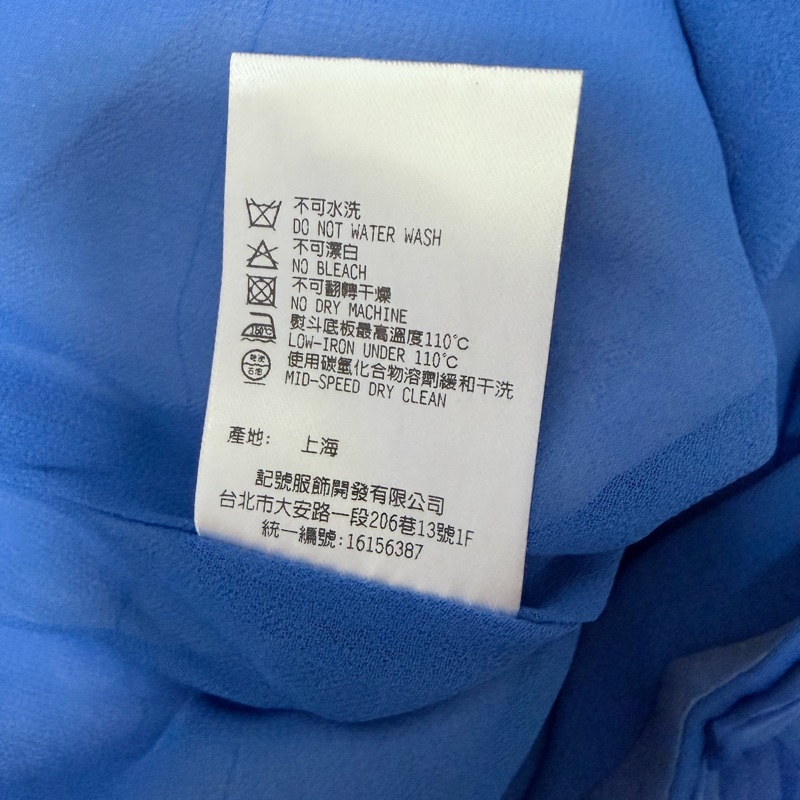 不可水洗
DO NOT WATER WASH
不可漂白
NO BLEACH
不可翻轉干燥
NO DRY MACHINE
熨斗底板最高溫度110℃
LOW-IRON UNDER 110℃
使用碳氫化合物溶劑緩和干洗
MID-SPEED DRY CLEAN
產地: 上海
記號服飾開發有限公司
台北市大安路一段206巷13號1F
統一編號:16156387